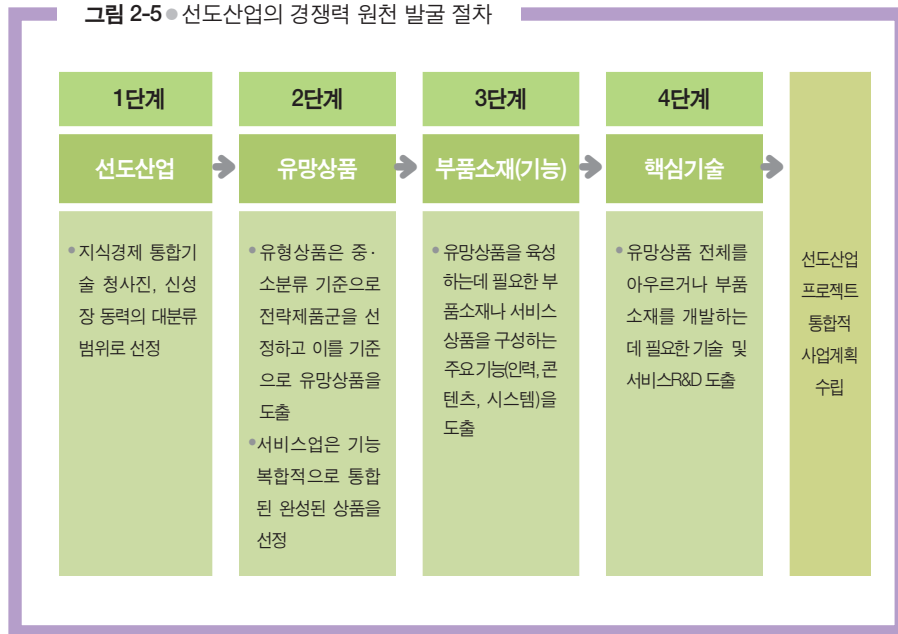 그림 2-5 ● 선도산업의 경쟁력 원천 발굴 절차
1단계
선도산업
• 지식경제 통합기
술 청사진, 신성
장 동력의 대분류
범위로 선정
2단계
유망상품
• 유형상품은 중·
소분류 기준으로
전략제품군을 선
정하고 이를 기준
으로 유망상품을
도출
• 서비스업은 기능
복합적으로 통합
된 완성된 상품을
선정
3단계
부품소재(기능)
• 유망상품을 육성
하는데 필요한 부
품소재나 서비스
상품을 구성하는
주요기능(인력, 콘
텐츠, 시스템)을
도출
4단계
핵심기술
• 유망상품 전체를
아우르거나 부품
소재를 개발하는
데 필요한 기술 및
서비스R&D 도출
선도산업
프로젝트
통합적
사업계획
수립